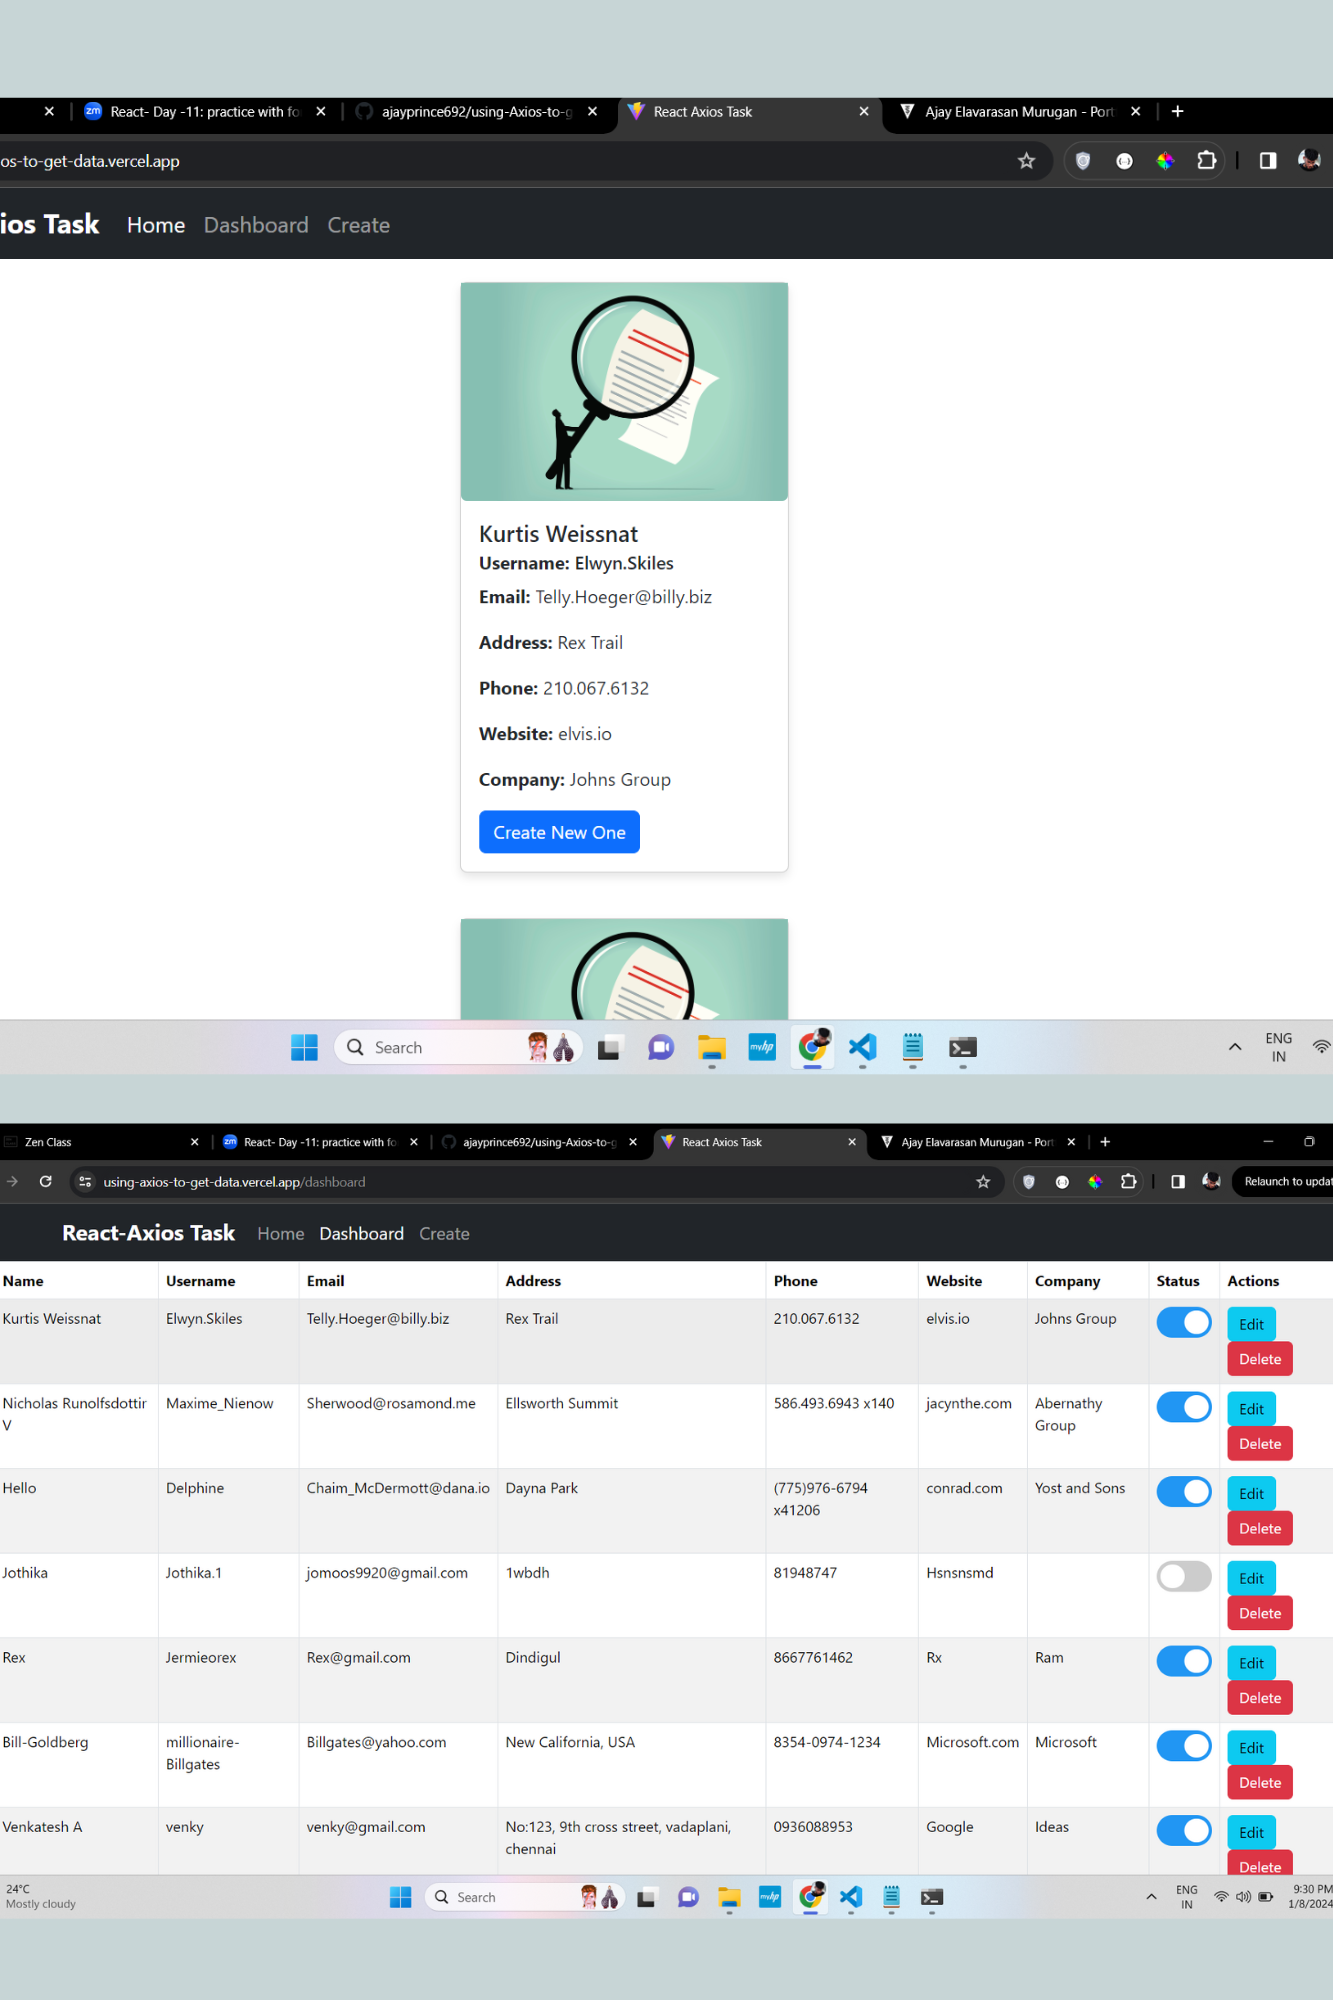 React- Day -11: practice with fo
ajayprince692/using-Axios-to-g
React Axios Task
Ajay Elavarasan Murugan - Port
os-to-get-data.vercel.app
ios Task Home Dashboard Create
Kurtis Weissnat
Username: Elwyn.Skiles
Email: Telly.Hoeger@billy.biz
Address: Rex Trail
Phone: 210.067.6132
Website: elvis.io
Company: Johns Group
Create New One
Search
myhp
ENG
IN
Zen Class
zm
React- Day -11: practice with fo
ajayprince692/using-Axios-to-g
React Axios Task
Ajay Elavarasan Murugan - Port
using-axios-to-get-data.vercel.app/dashboard
Relaunch to updat
React-Axios Task Home Dashboard Create
Name Username Email Address Phone Website Company Status Actions
Kurtis Weissnat Elwyn.Skiles Telly.Hoeger@billy.biz Rex Trail 210.067.6132 elvis.io Johns Group Edit
Delete
Nicholas Runolfsdottir Maxime_Nienow Sherwood@rosamond.me Ellsworth Summit 586.493.6943 x140 jacynthe.com Abernathy Edit
V Group
Delete
Hello Delphine Chaim_McDermott@dana.io Dayna Park (775)976-6794 conrad.com Yost and Sons Edit
x41206
Delete
Jothika Jothika.1 jomoos9920@gmail.com 1wbdh 81948747 Hsnsnsmd Edit
Delete
Rex Jermieorex Rex@gmail.com Dindigul 8667761462 Rx Ram Edit
Delete
Bill-Goldberg millionaire- Billgates@yahoo.com New California, USA 8354-0974-1234 Microsoft.com Microsoft Edit
Billgates
Delete
Venkatesh A venky venky@gmail.com No:123, 9th cross street, vadaplani, 0936088953 Google Ideas Edit
chennai
Delete
24°C
Mostly cloudy
Search
myhp
ENG
IN
9:30 PM
1/8/2024